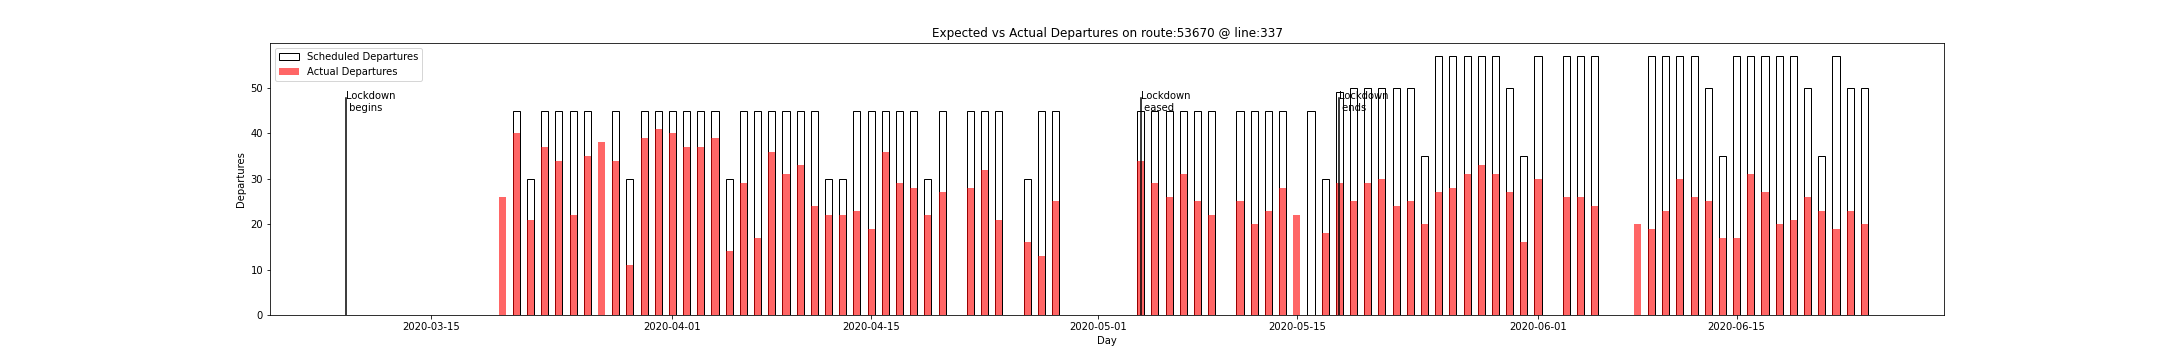 Expected vs Actual Departures on route:53670 @ line:337
Scheduled Departures
Actual Departures
Lockdown
begins
Lockdown
eased
Lockdown
ends
Departures
50
40
30
20
10
0
2020-03-15
2020-04-01
2020-04-15
2020-05-01
2020-05-15
2020-06-01
2020-06-15
Day